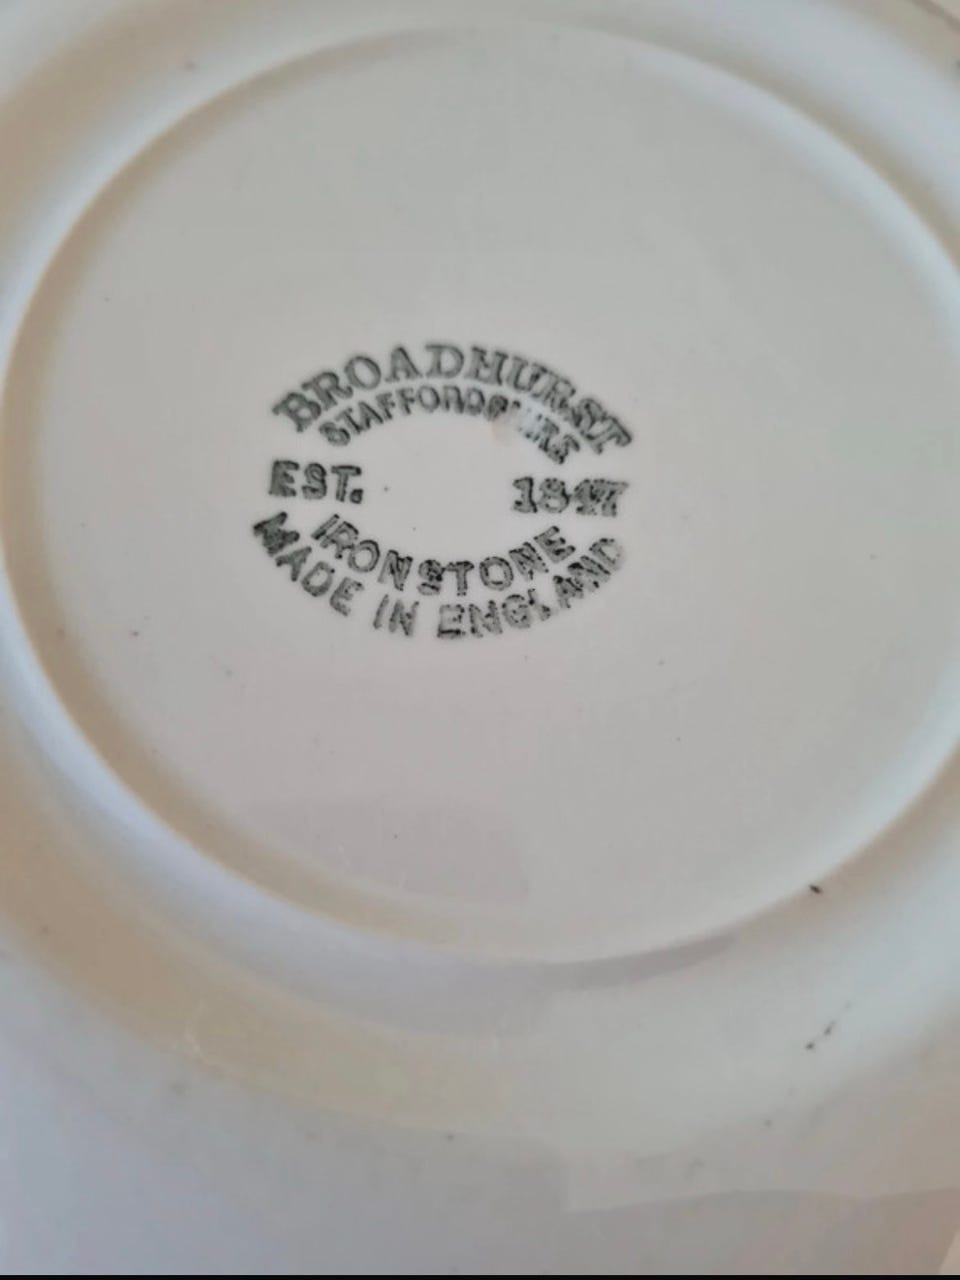 BROADHURST
STAFFORDSHIRE
EST. 1847
IRONSTONE
MADE IN ENGLAND